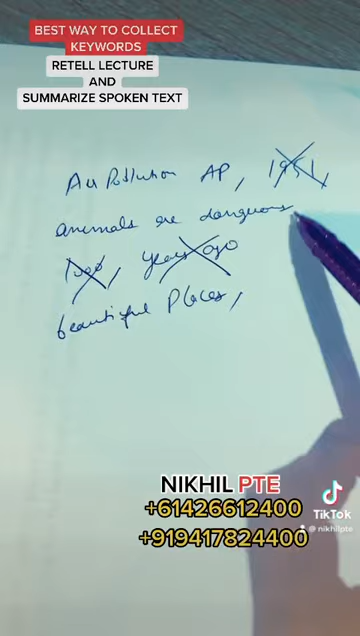 BEST WAY TO COLLECT
KEYWORDS
RETELL LECTURE
AND
SUMMARIZE SPOKEN TEXT
Air Pollution AP, 1951,
animals are dangerous
1000, years ago
beautiful Places,
NIKHIL PTE
+61426612400
+919417824400
TikTok
@ nikhilpte